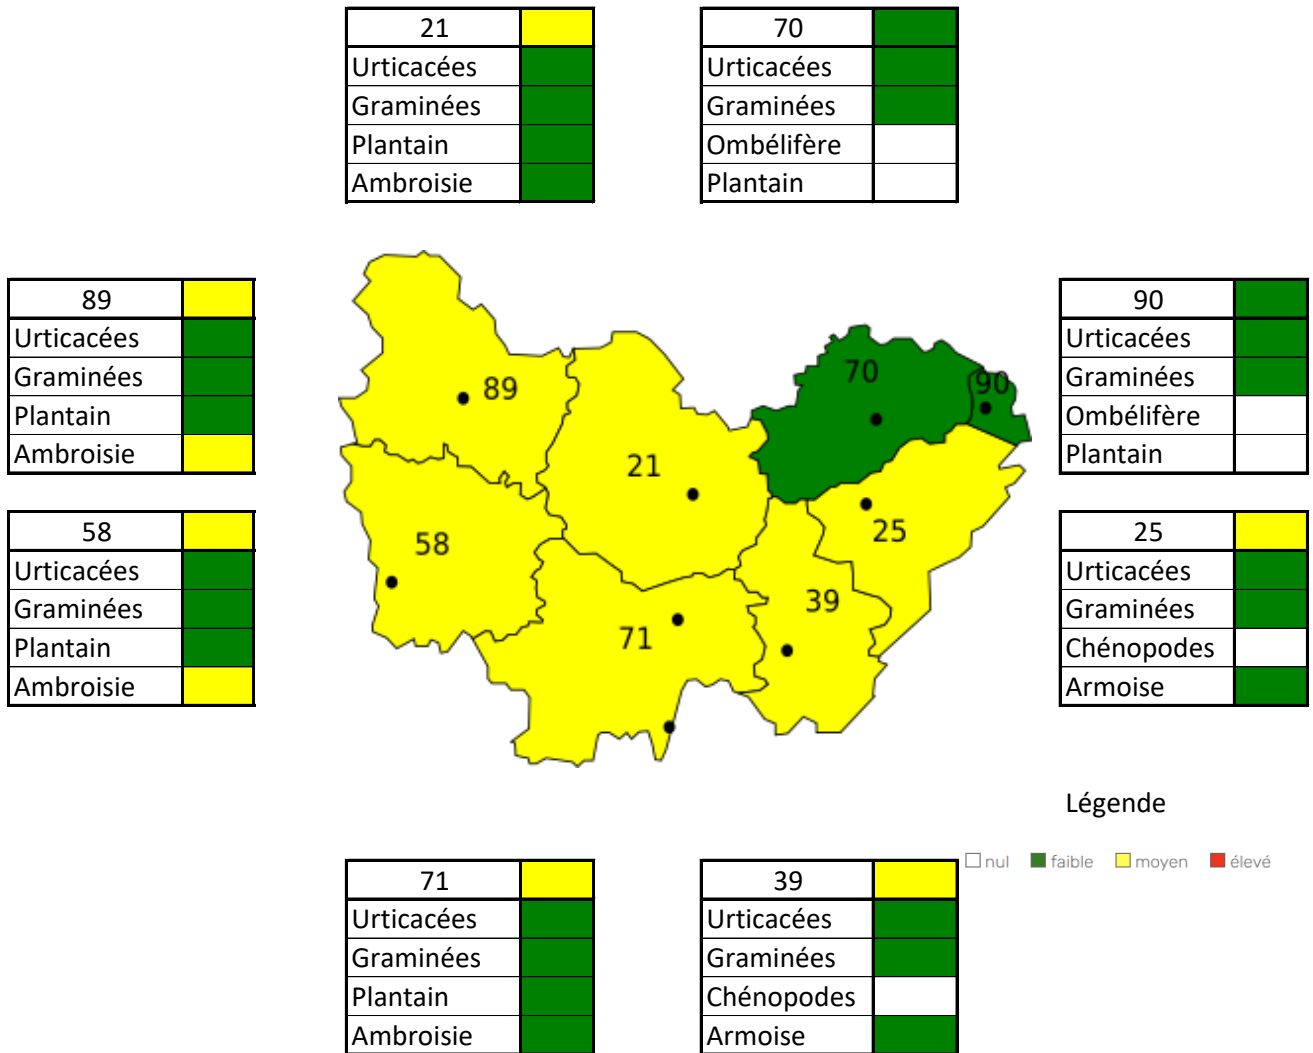 21
Urticacées
Graminées
Plantain
Ambroisie
70
Urticacées
Graminées
Ombélifère
Plantain
89
Urticacées
Graminées
Plantain
Ambroisie
58
Urticacées
Graminées
Plantain
Ambroisie
89
21
70
90
58
25
71
39
90
Urticacées
Graminées
Ombélifère
Plantain
25
Urticacées
Graminées
Chénopodes
Armoise
Légende
nul faible moyen élevé
71
Urticacées
Graminées
Plantain
Ambroisie
39
Urticacées
Graminées
Chénopodes
Armoise